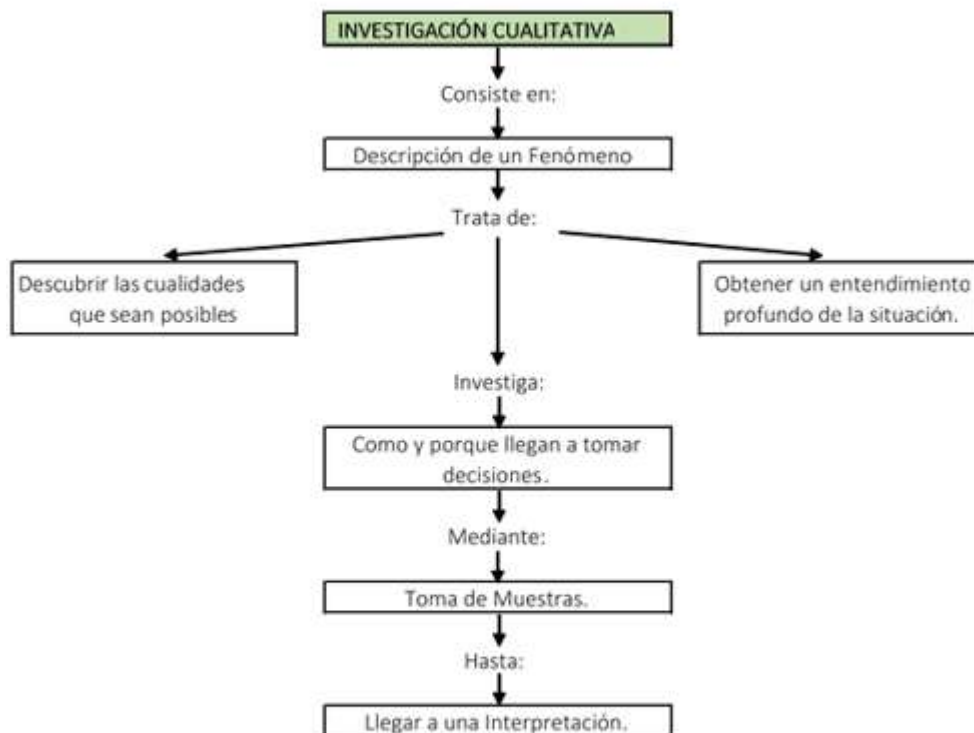 INVESTIGACIÓN CUALITATIVA
Consiste en:
Descripción de un Fenómeno
Trata de:
Descubrir las cualidades
que sean posibles
Obtener un entendimiento
profundo de la situación.
Investiga:
Como y porque llegan a tomar
decisiones.
Mediante:
Toma de Muestras.
Hasta:
Llegar a una Interpretación.